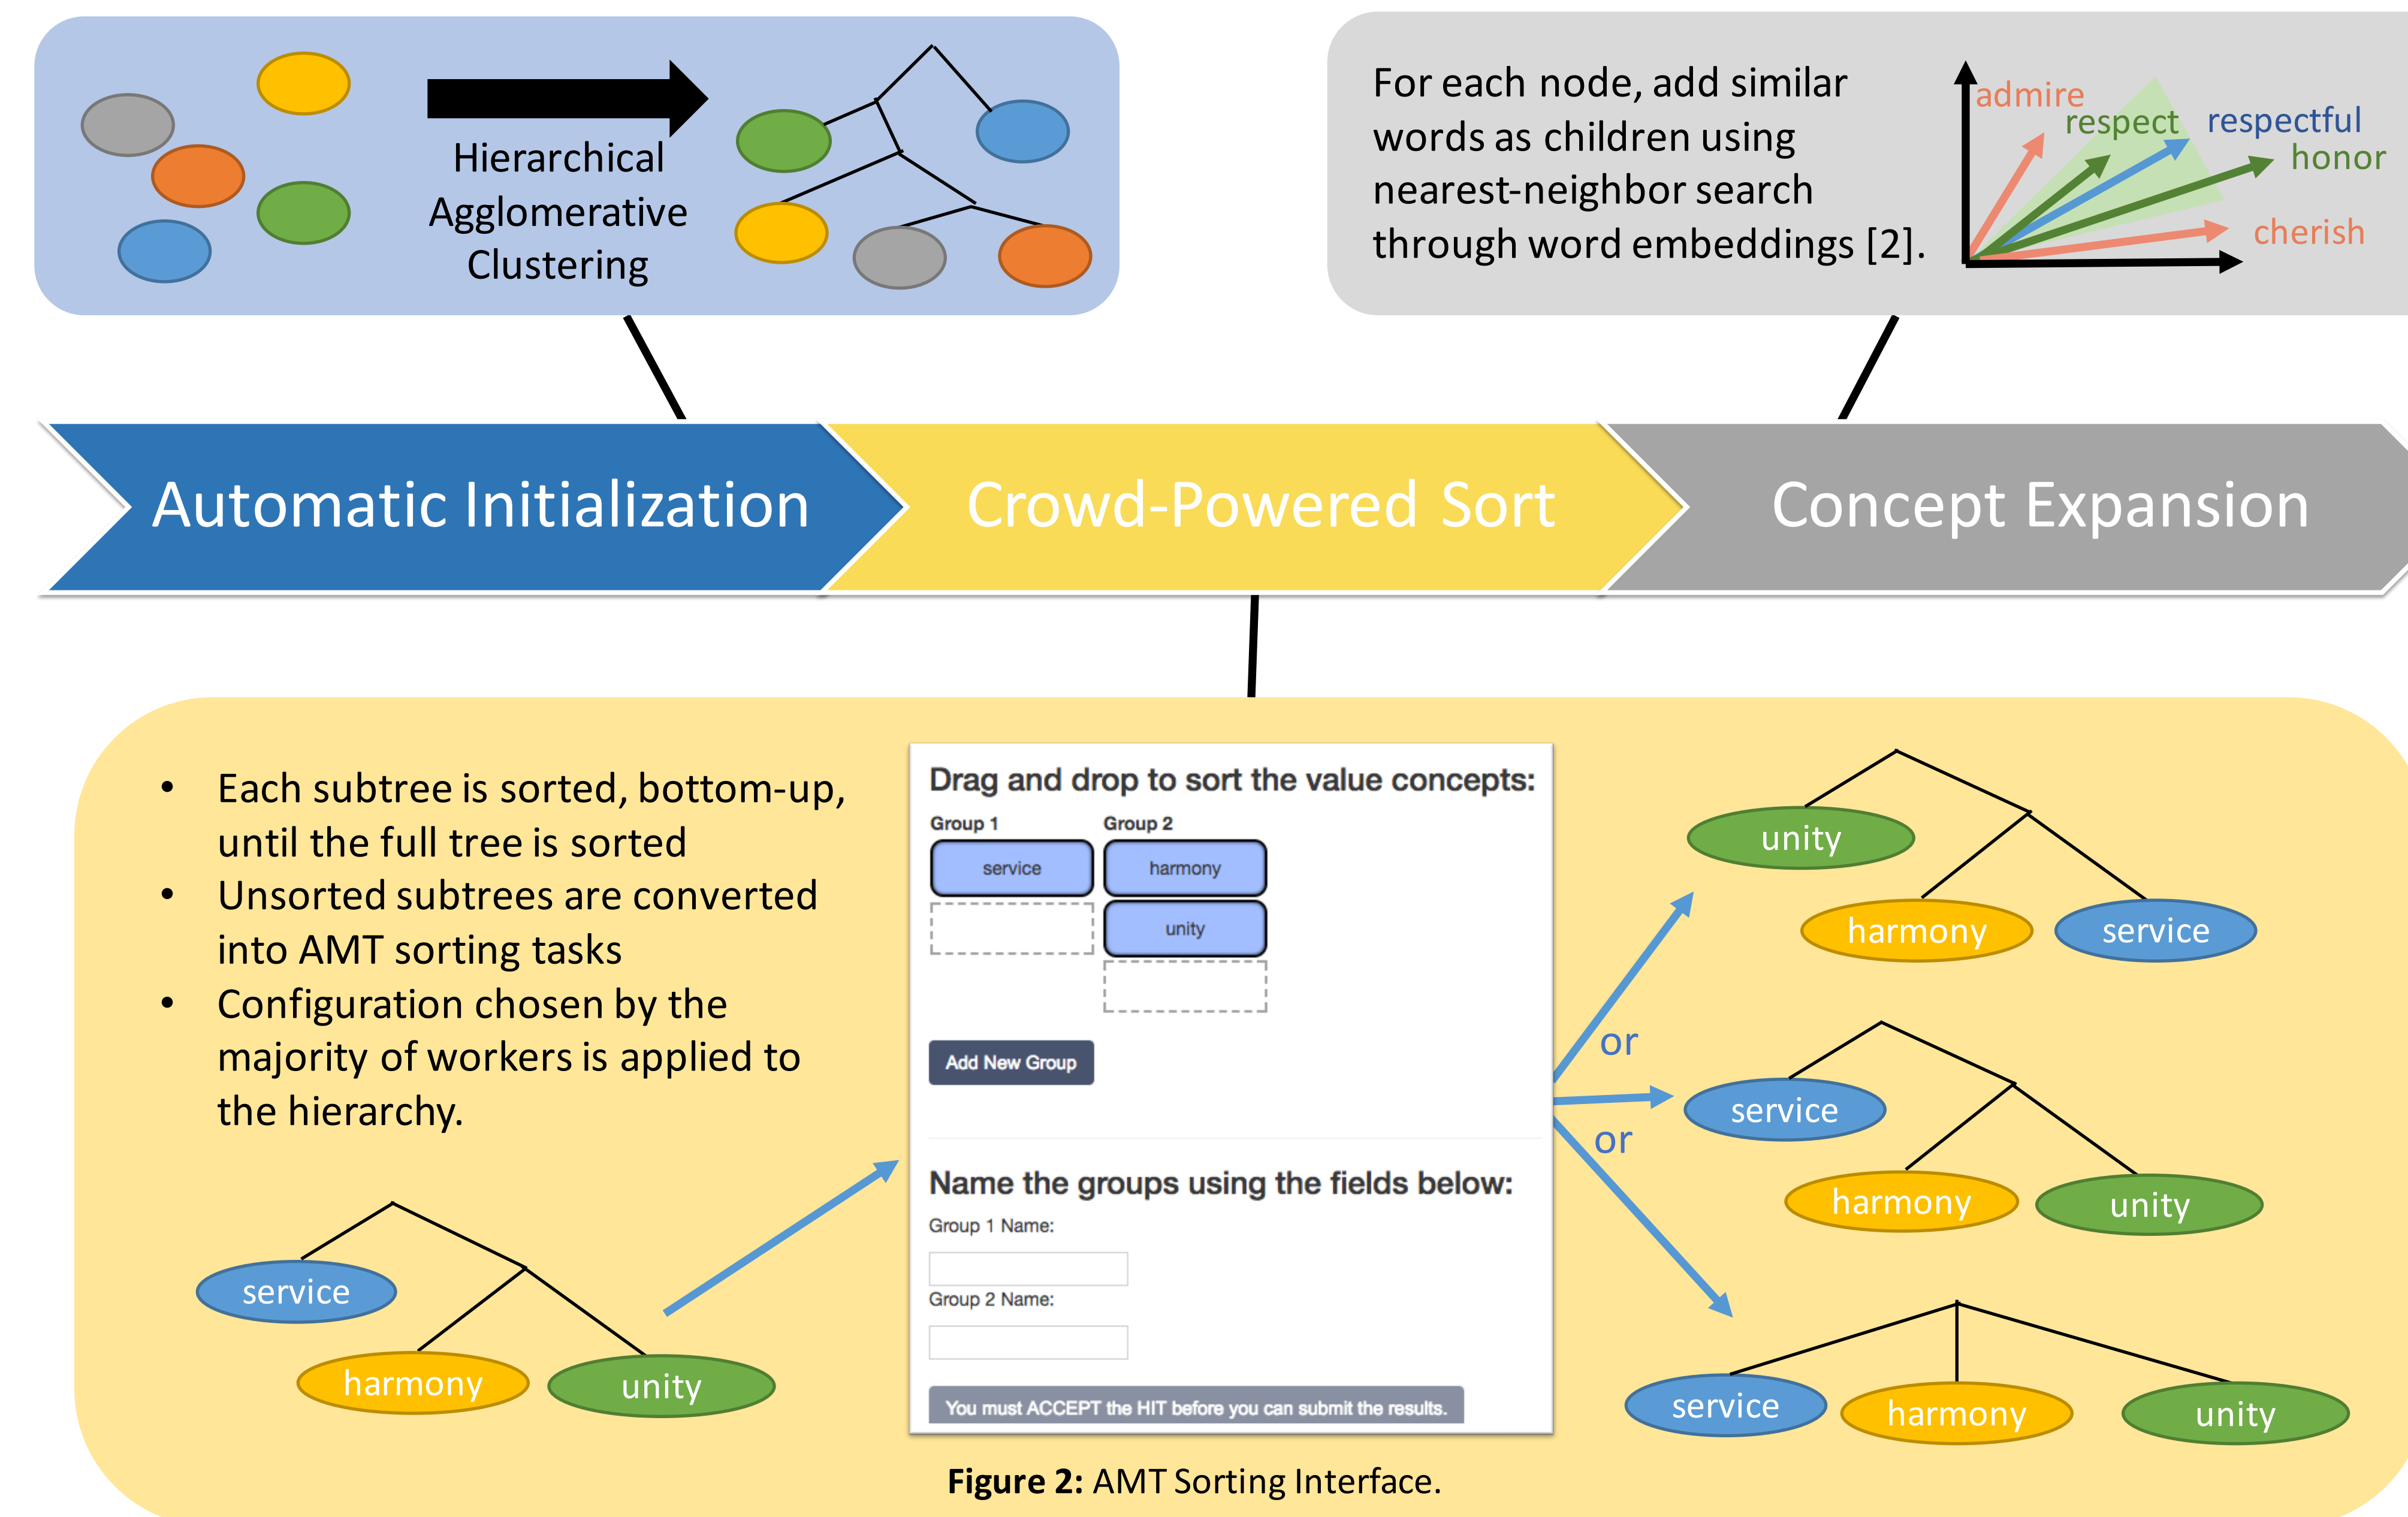 Hierarchical
Agglomerative
Clustering
For each node, add similar
words as children using
nearest-neighbor search
through word embeddings [2].
admire
respect
respectful
honor
cherish
Automatic Initialization
Crowd-Powered Sort
Concept Expansion
• Each subtree is sorted, bottom-up,
until the full tree is sorted
• Unsorted subtrees are converted
into AMT sorting tasks
• Configuration chosen by the
majority of workers is applied to
the hierarchy.
service
harmony
unity
Drag and drop to sort the value concepts:
Group 1 Group 2
service harmony
unity
Add New Group
Name the groups using the fields below:
Group 1 Name:
Group 2 Name:
You must ACCEPT the HIT before you can submit the results.
or
or
unity
harmony
service
service
harmony
unity
service
harmony
unity
Figure 2: AMT Sorting Interface.